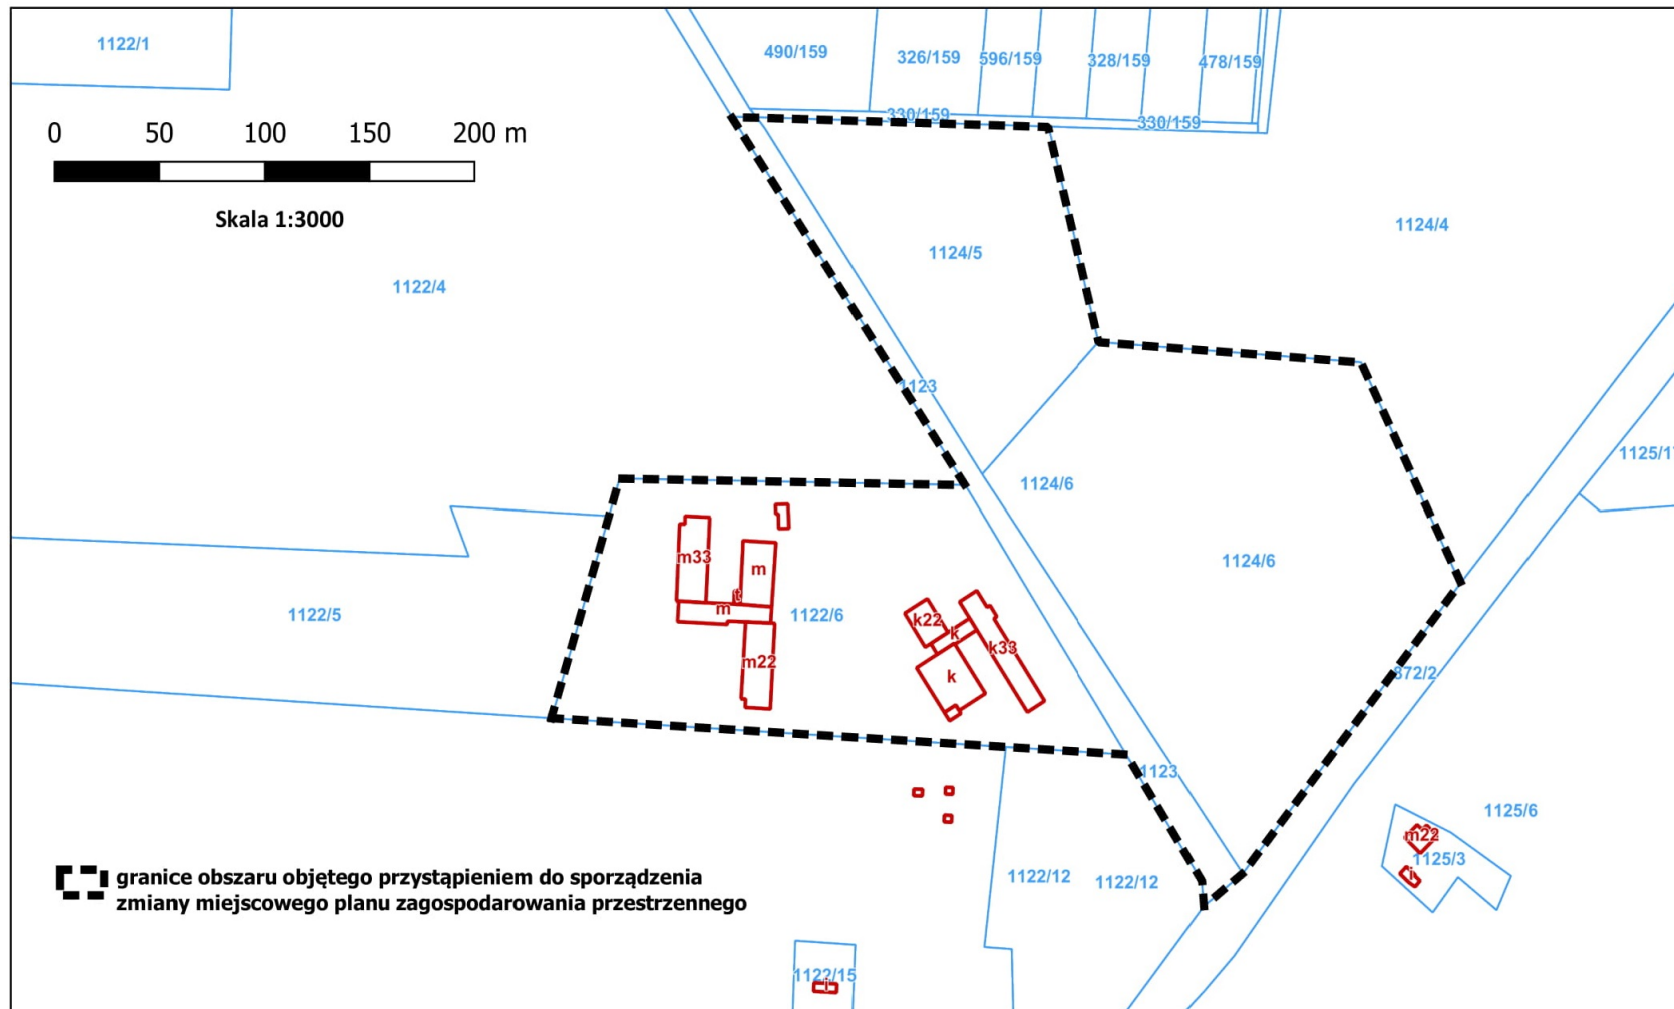 1122/1
490/159
326/159
596/159
328/159
478/159
330/159
330/159
0 50 100 150 200 m
Skala 1:3000
1124/4
1124/5
1122/4
1123
1125/1
1124/6
1124/6
m33
m
t
m
1122/5
1122/6
k22
k
k33
m22
k
872/2
1123
1125/6
m22
1125/3
i
1122/12
1122/12
granice obszaru objętego przystąpieniem do sporządzenia
zmiany miejscowego planu zagospodarowania przestrzennego
1122/15
i